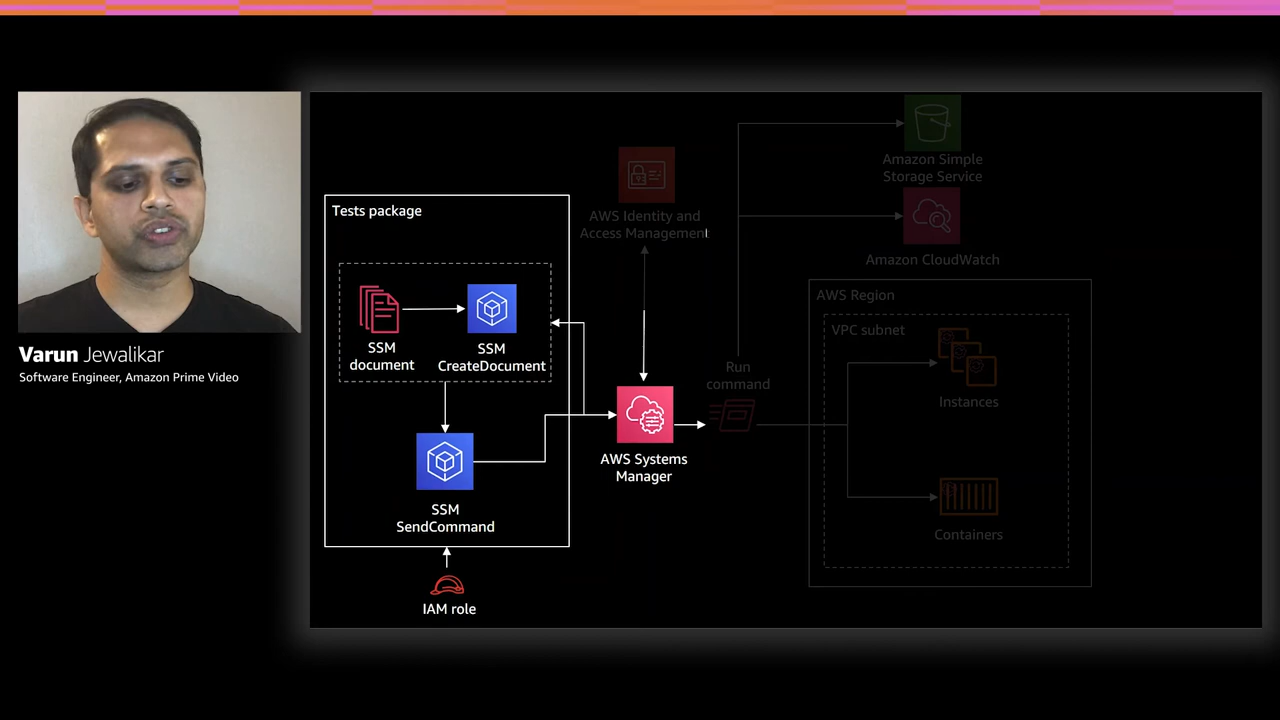 Varun Jewalikar
Software Engineer, Amazon Prime Video
Tests package
SSM
document
SSM
CreateDocument
SSM
SendCommand
IAM role
AWS Identity and
Access Management
AWS Systems
Manager
Run
command
Amazon Simple
Storage Service
Amazon CloudWatch
AWS Region
VPC subnet
Instances
Containers